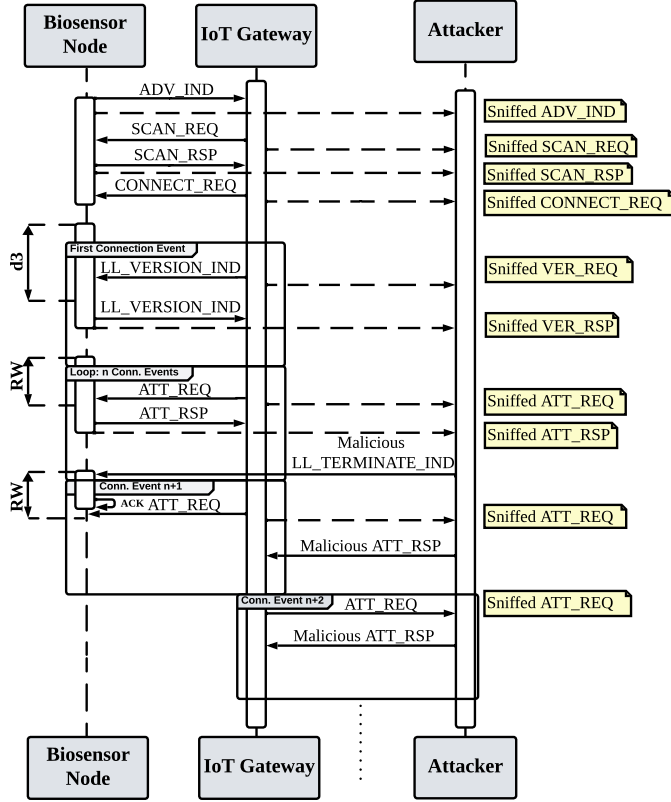 Biosensor
Node
IoT Gateway
Attacker
ADV_IND
Sniffed ADV_IND
SCAN_REQ
Sniffed SCAN_REQ
SCAN_RSP
Sniffed SCAN_RSP
CONNECT_REQ
Sniffed CONNECT_REQ
d3
First Connection Event
LL_VERSION_IND
Sniffed VER_REQ
LL_VERSION_IND
Sniffed VER_RSP
RW
Loop: n Conn. Events
ATT_REQ
Sniffed ATT_REQ
ATT_RSP
Sniffed ATT_RSP
Malicious
LL_TERMINATE_IND
RW
Conn. Event n+1
ACK ATT_REQ
Sniffed ATT_REQ
Malicious ATT_RSP
Conn. Event n+2
ATT_REQ
Sniffed ATT_REQ
Malicious ATT_RSP
Biosensor
Node
IoT Gateway
Attacker